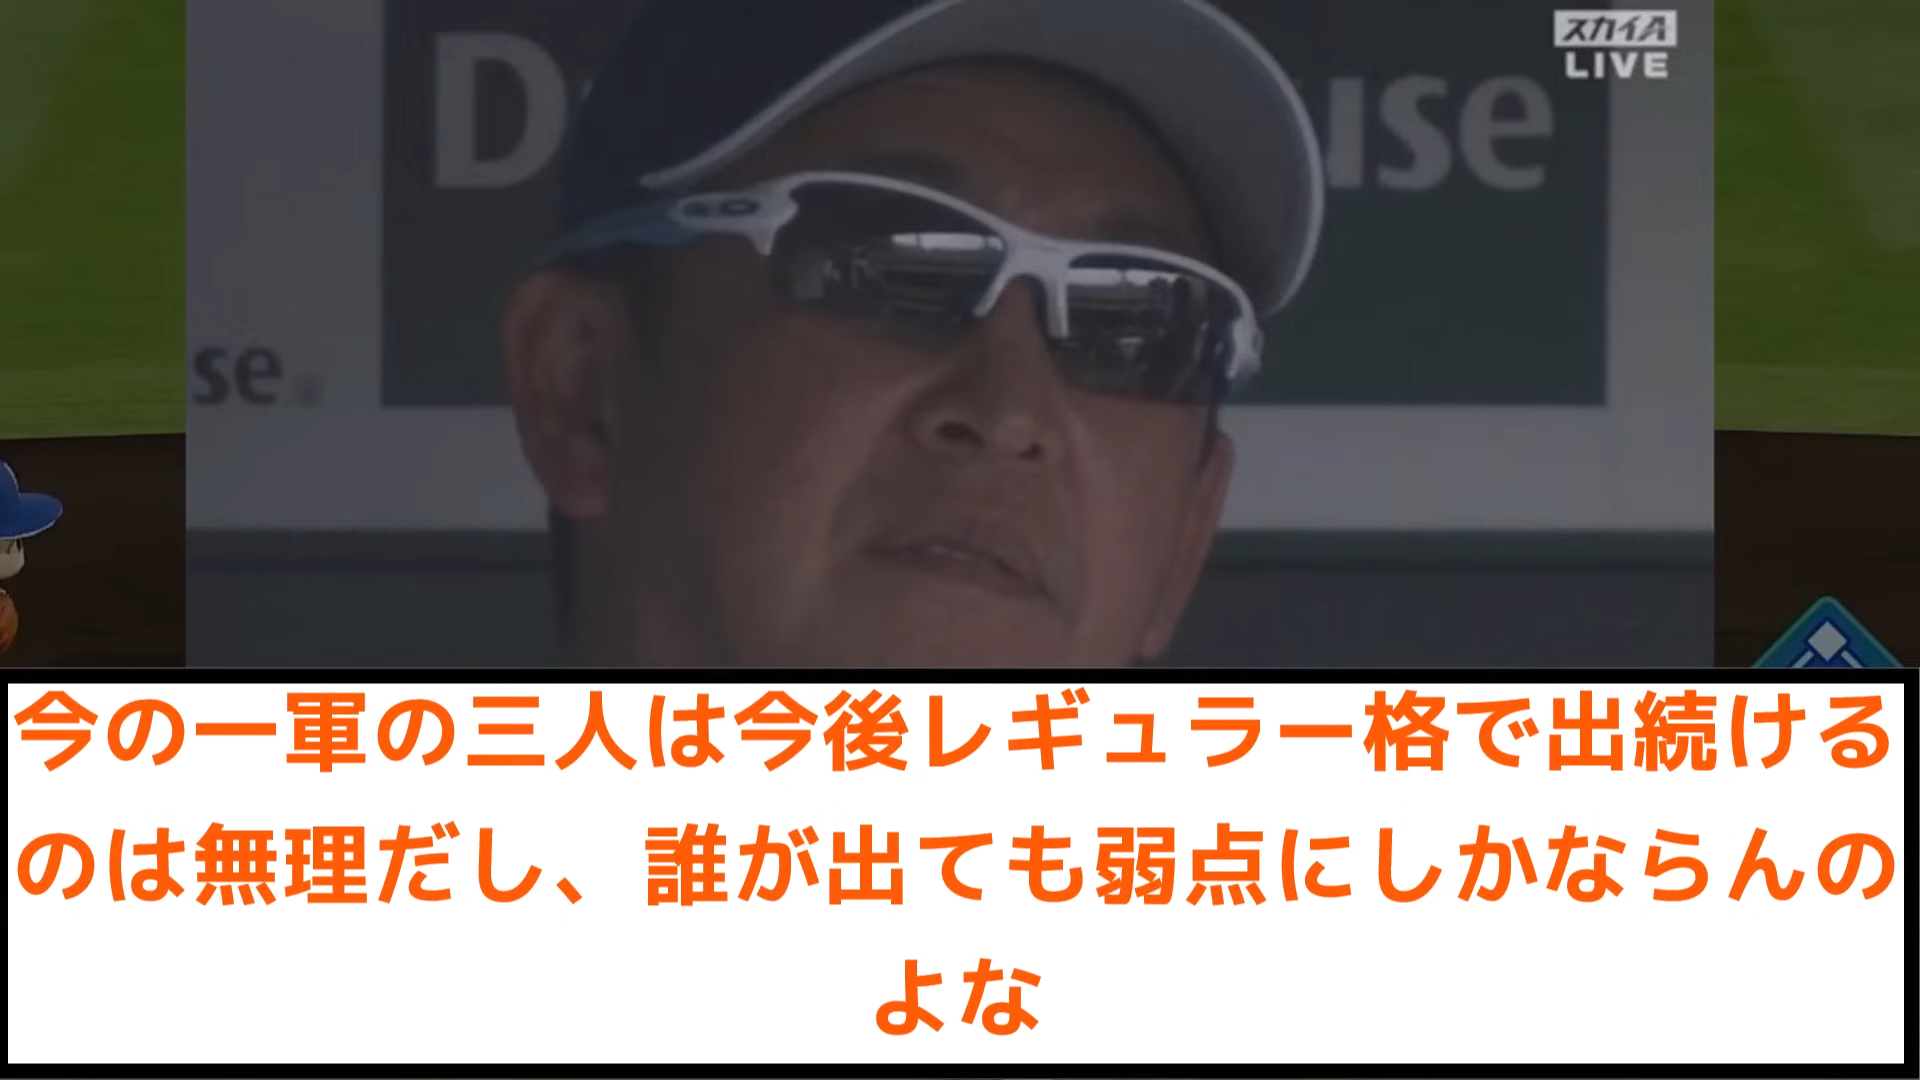 スカイA
LIVE
use
se.
今の一軍の三人は今後レギュラー格で出続ける
のは無理だし、誰が出ても弱点にしかならんの
よな